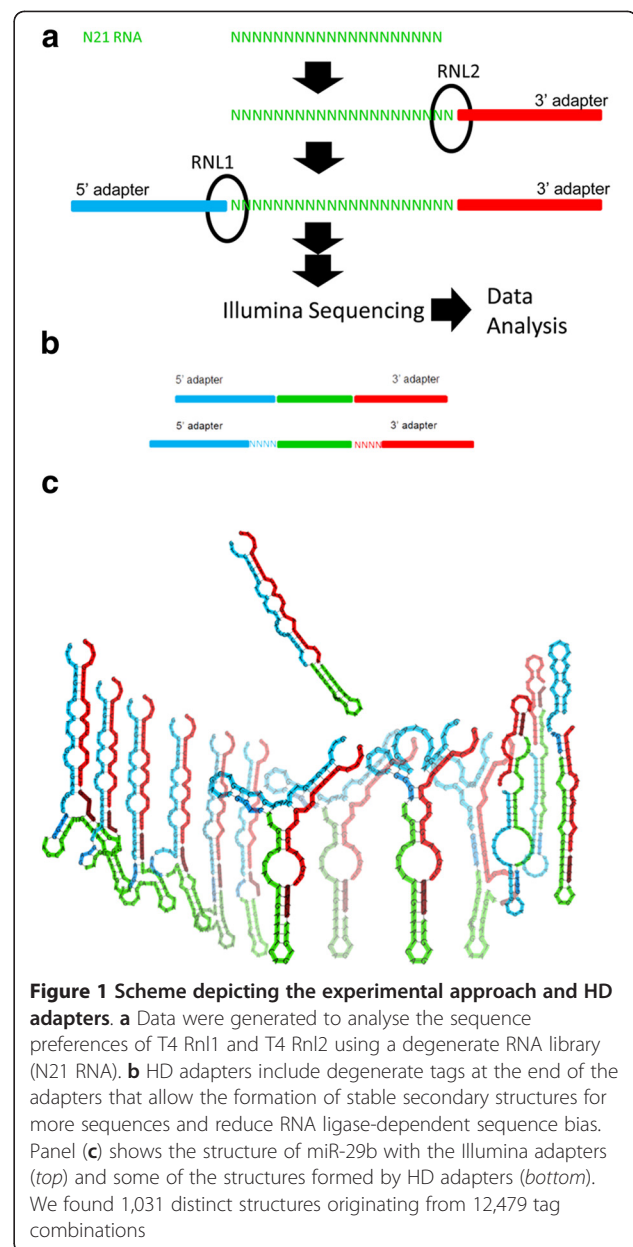 a
N21 RNA NNNNNNNNNNNNNNNNNNNN
RNL2
3’ adapter
NNNNNNNNNNNNNNNNNNNNN
RNL1
5’ adapter
3’ adapter
NNNNNNNNNNNNNNNNNNNNN
Illumina Sequencing
Data
Analysis
b
5’ adapter 3’ adapter
5’ adapter 3’ adapter
NNNN NNNN
c
Figure 1 Scheme depicting the experimental approach and HD
adapters. a Data were generated to analyse the sequence
preferences of T4 Rnl1 and T4 Rnl2 using a degenerate RNA library
(N21 RNA). b HD adapters include degenerate tags at the end of the
adapters that allow the formation of stable secondary structures for
more sequences and reduce RNA ligase-dependent sequence bias.
Panel (c) shows the structure of miR-29b with the Illumina adapters
(top) and some of the structures formed by HD adapters (bottom).
We found 1,031 distinct structures originating from 12,479 tag
combinations